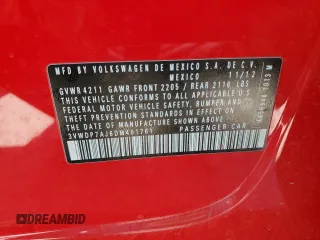 MFD BY VOLKSWAGEN DE MEXICO S.A. DE C.V.
MEXICO 11/12
GVWR 4211 GAWR FRONT 2205 / REAR 2116 LBS
THIS VEHICLE CONFORMS TO ALL APPLICABLE
FEDERAL MOTOR VEHICLE SAFETY, BUMPER AND
THEFT PREVENTION STANDARDS IN EFFECT ON
THE DATE OF MANUFACTURE SHOWN ABOVE.
3VWDP7AJ6DM401761 PASSENGER CAR
DREAMBID